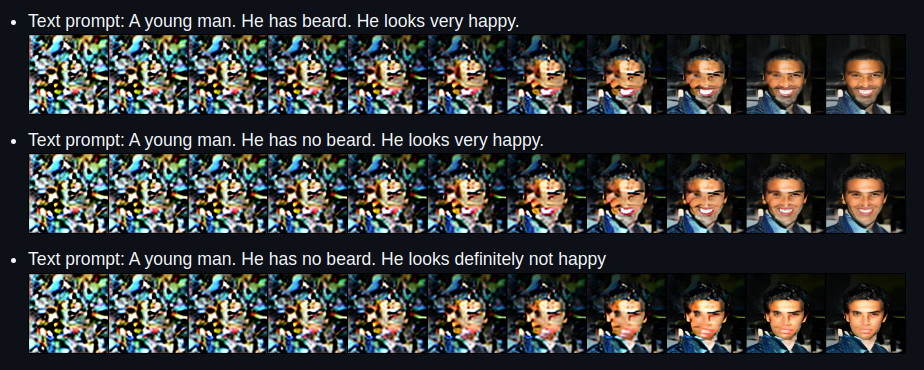 Text prompt: A young man. He has beard. He looks very happy.
Text prompt: A young man. He has no beard. He looks very happy.
Text prompt: A young man. He has no beard. He looks definitely not happy